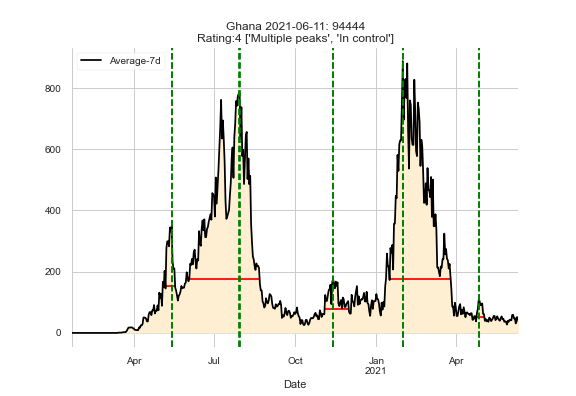 Ghana 2021-06-11: 94444
Rating:4 ['Multiple peaks', 'In control']
Average-7d
800
600
400
200
0
Apr Jul Oct Jan Apr
2021
Date